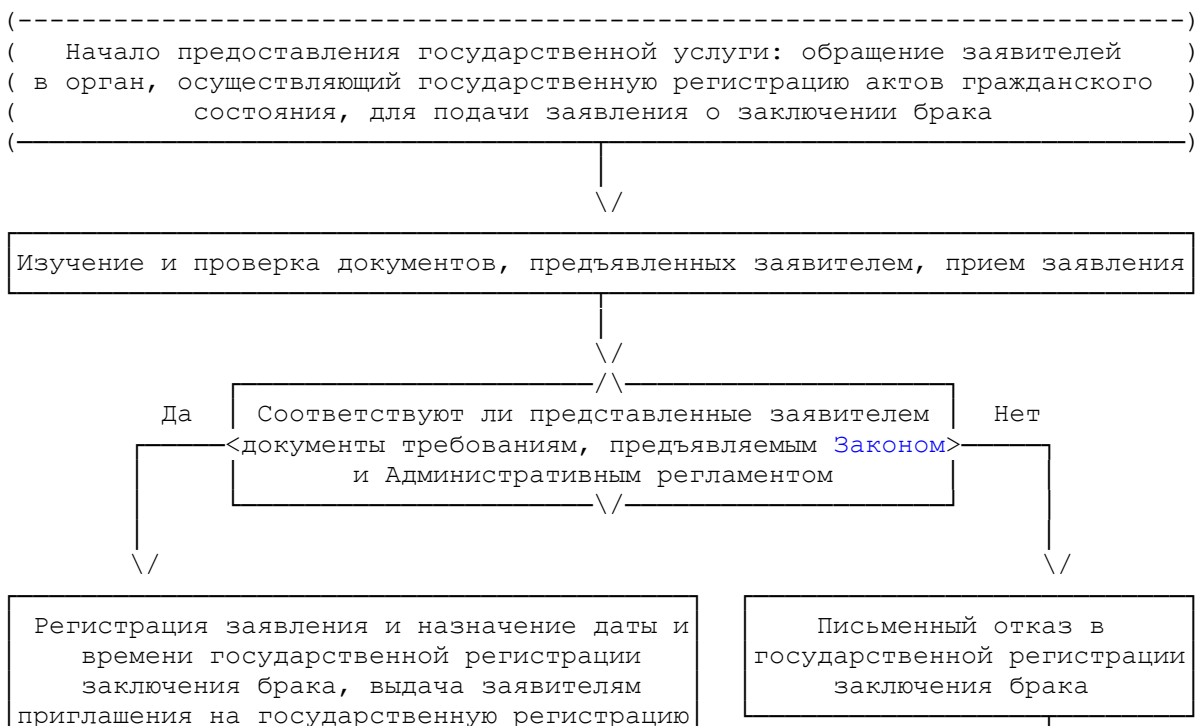 Начало предоставления государственной услуги: обращение заявителей
в орган, осуществляющий государственную регистрацию актов гражданского
состояния, для подачи заявления о заключении брака
Изучение и проверка документов, предъявленных заявителем, прием заявления
Да
Соответствуют ли представленные заявителем
Нет
<документы требованиям, предъявляемым Законом>
и Административным регламентом
Регистрация заявления и назначение даты и
времени государственной регистрации
заключения брака, выдача заявителям
приглашения на государственную регистрацию
Письменный отказ в
государственной регистрации
заключения брака